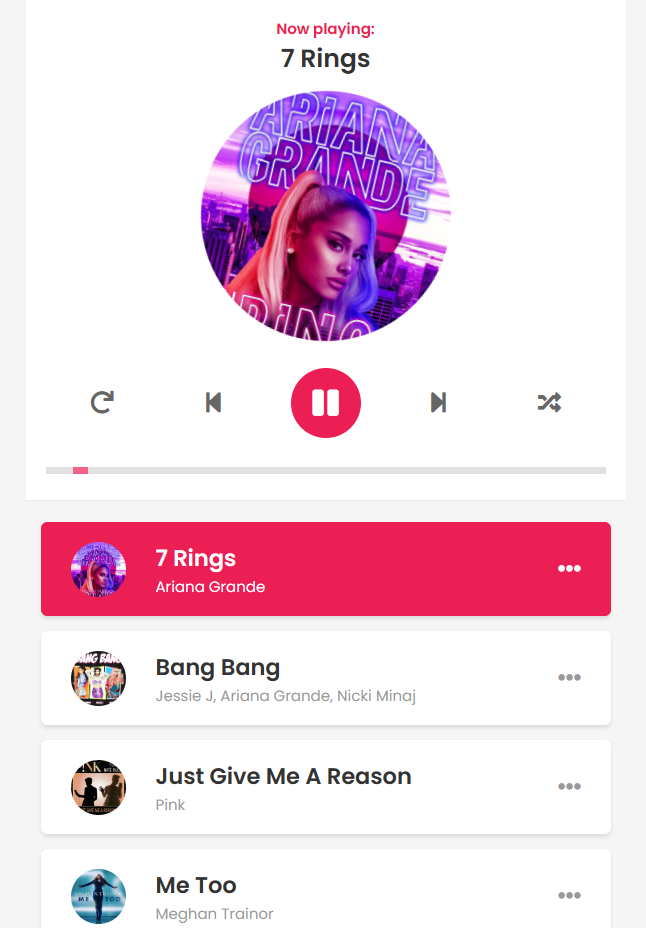 Now playing:
7 Rings
ARIANA
GRANDE
7 Rings
Ariana Grande
Bang Bang
Jessie J, Ariana Grande, Nicki Minaj
Just Give Me A Reason
Pink
Me Too
Meghan Trainor